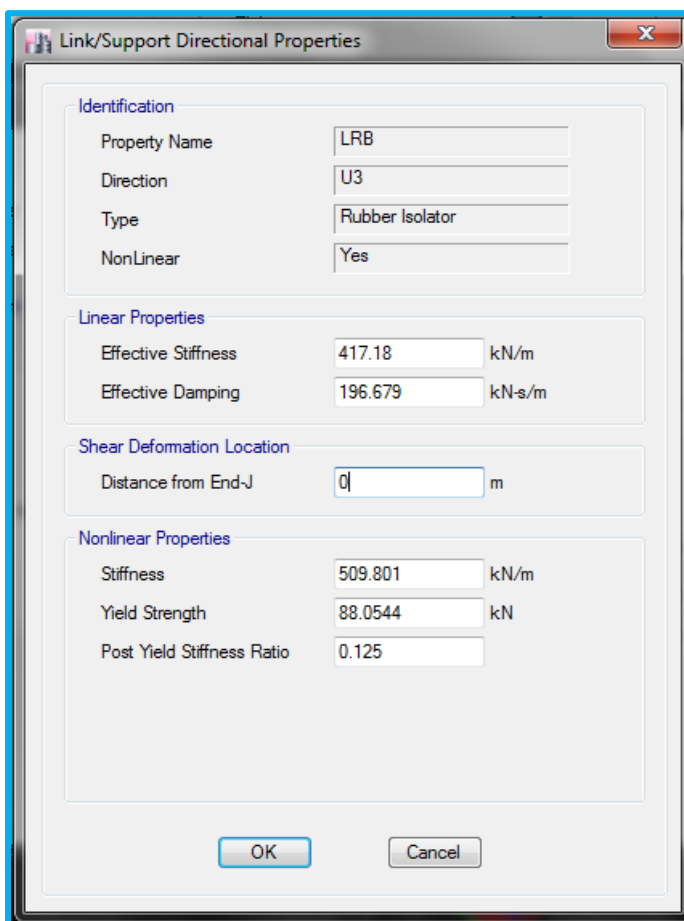 Link/Support Directional Properties
X
Identification
Property Name LRB
Direction U3
Type Rubber Isolator
NonLinear Yes
Linear Properties
Effective Stiffness 417.18 kN/m
Effective Damping 196.679 kN-s/m
Shear Deformation Location
Distance from End-J 0 m
Nonlinear Properties
Stiffness 509.801 kN/m
Yield Strength 88.0544 kN
Post Yield Stiffness Ratio 0.125
OK Cancel